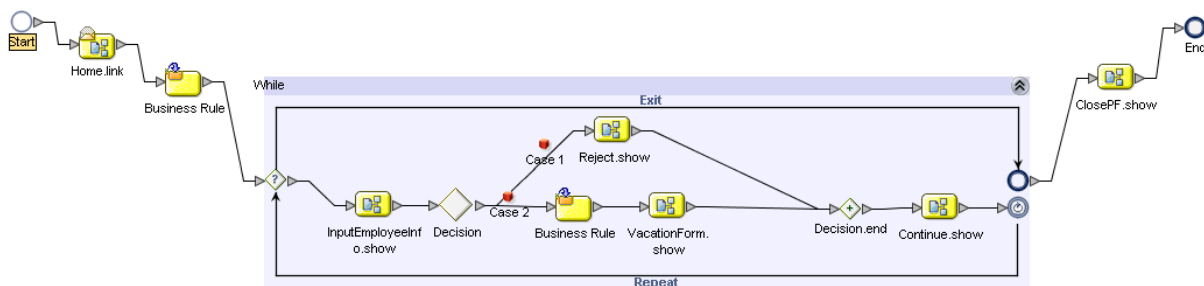 Start
Home.link
Business Rule
While
Exit
Case 1
Reject.show
Case 2
InputEmployeeInf
o.show
Decision
Business Rule
VacationForm.
show
Decision.end
Continue.show
Repeat
ClosePF.show
End
?
+